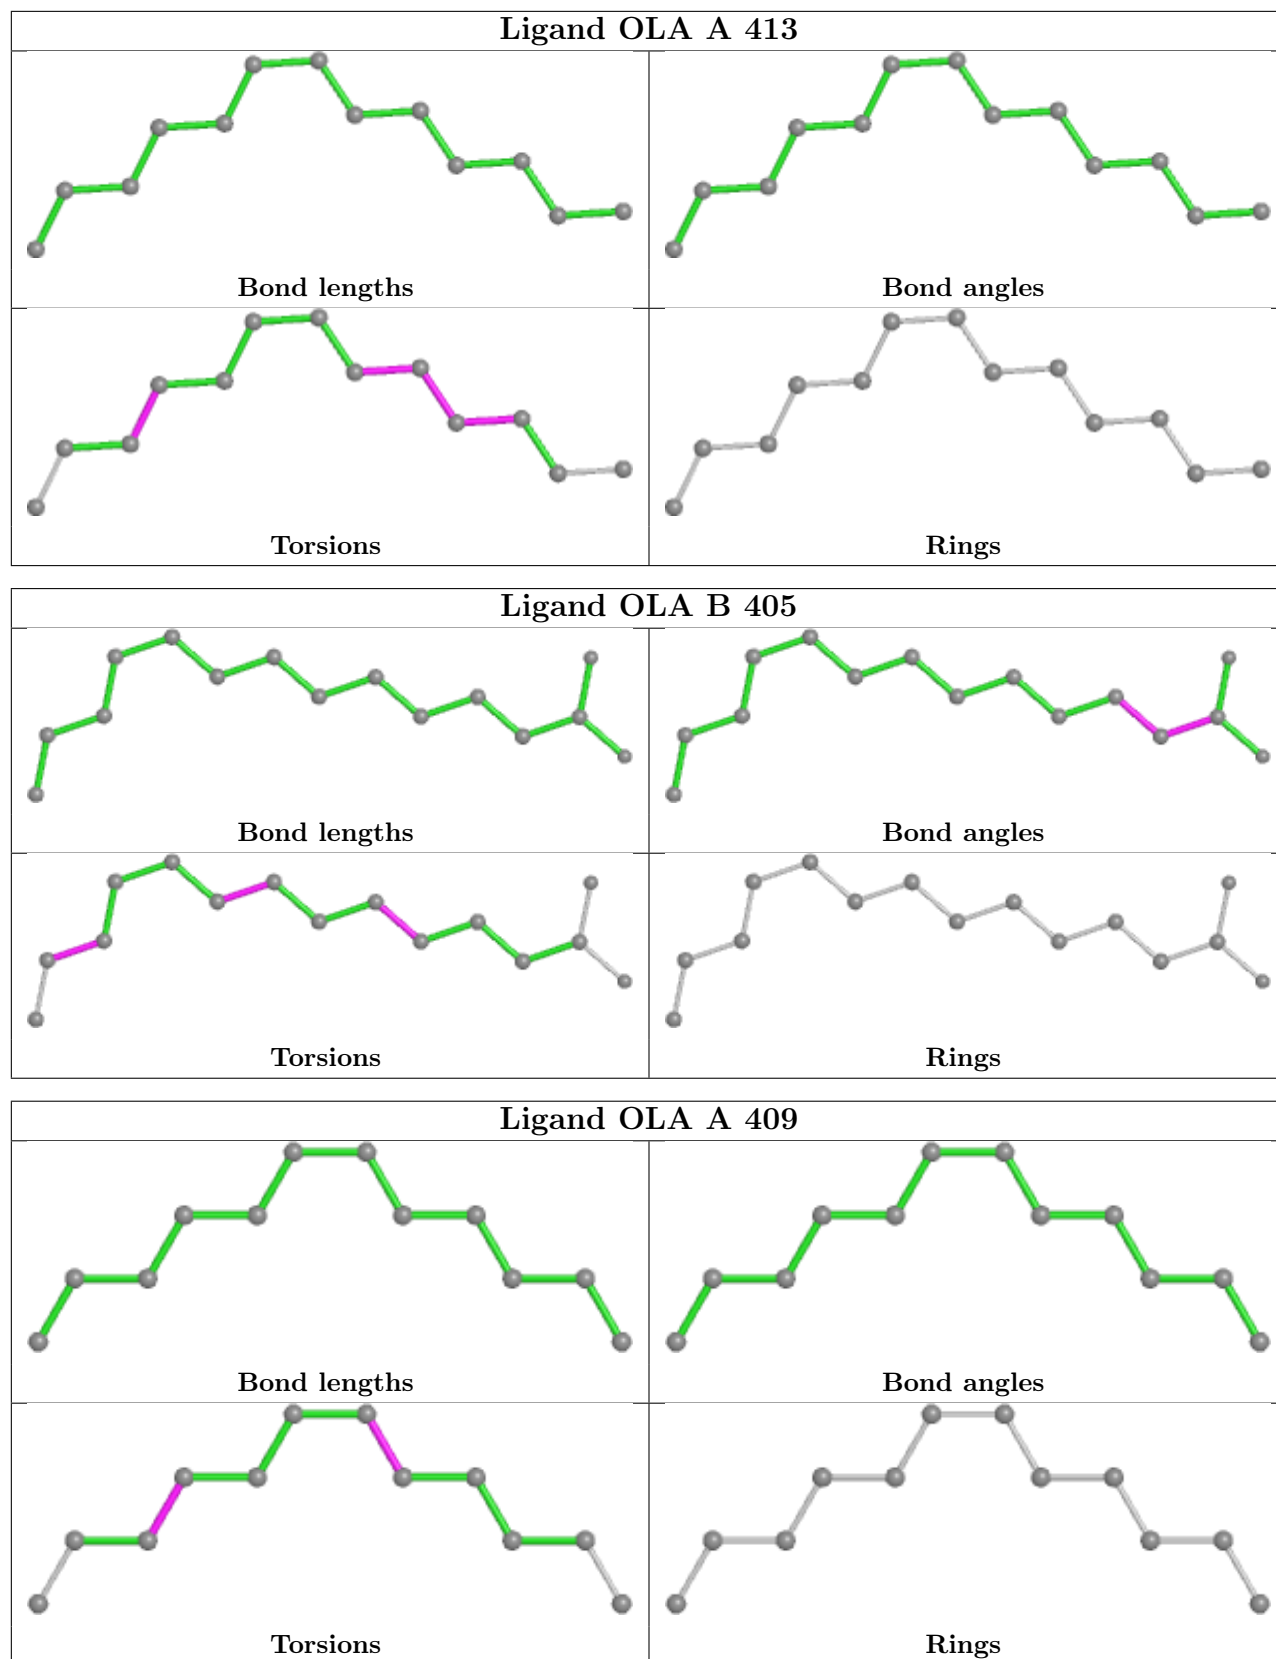 Ligand OLA A 413
Bond lengths
Bond angles
Torsions
Rings
Ligand OLA B 405
Bond lengths
Bond angles
Torsions
Rings
Ligand OLA A 409
Bond lengths
Bond angles
Torsions
Rings